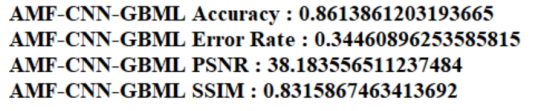 AMF-CNN-GBML Accuracy : 0.8613861203193665
AMF-CNN-GBML Error Rate : 0.34460896253585815
AMF-CNN-GBML PSNR : 38.183556511237484
AMF-CNN-GBML SSIM : 0.8315867463413692